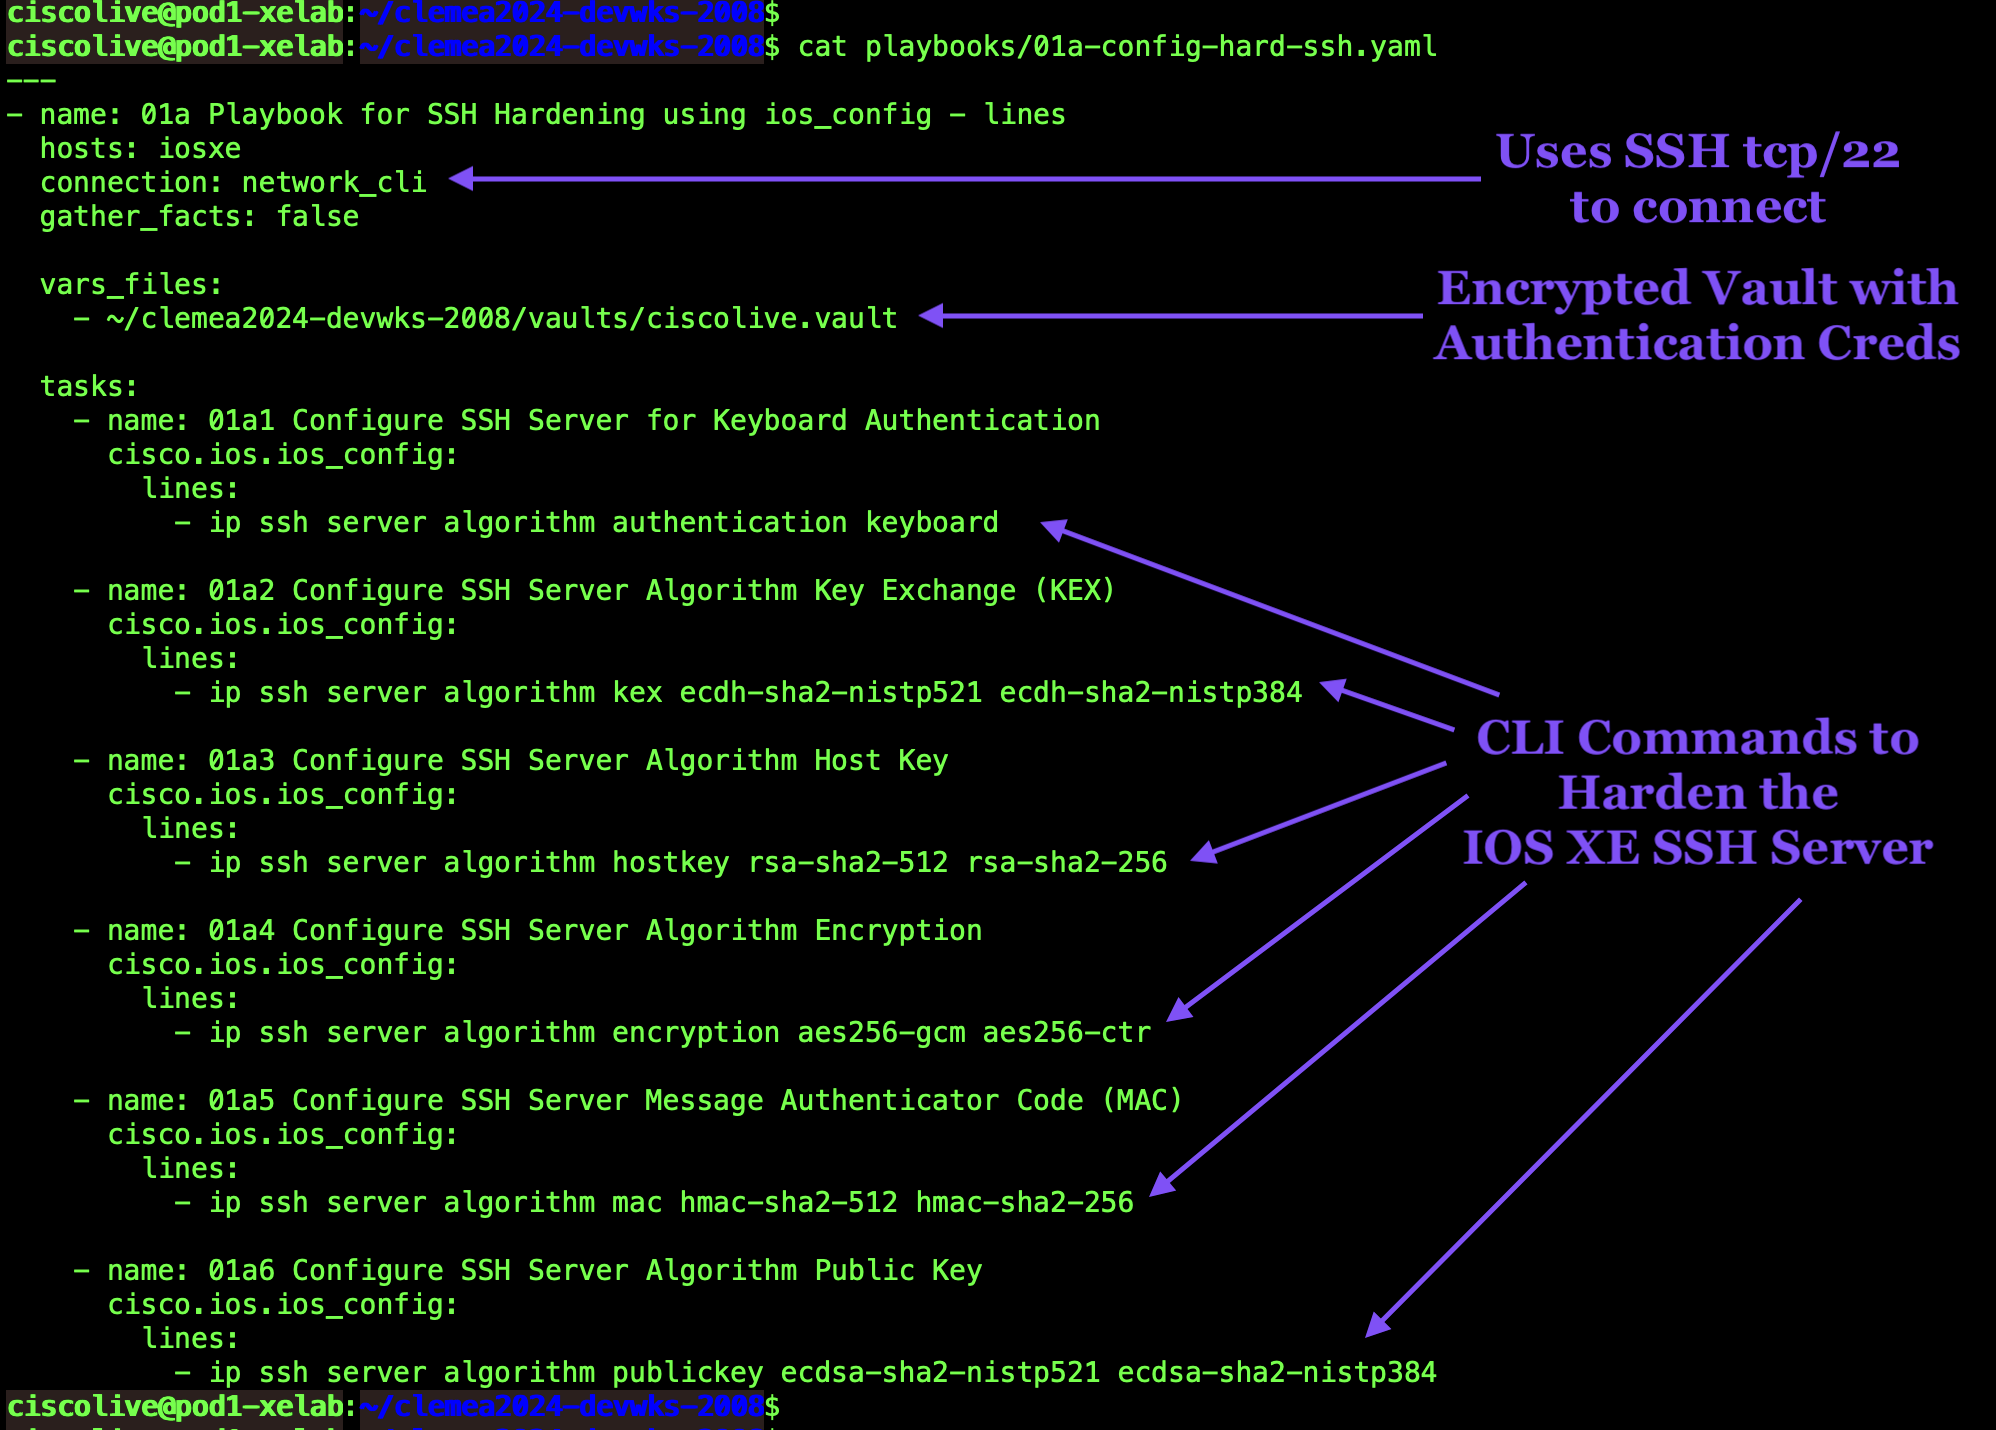 ciscolive@pod1-xelab:~/clemea2024-devwks-2008$
ciscolive@pod1-xelab:~/clemea2024-devwks-2008$ cat playbooks/01a-config-hard-ssh.yaml
---
- name: 01a Playbook for SSH Hardening using ios_config - lines
  hosts: iosxe
  connection: network_cli
  gather_facts: false
Uses SSH tcp/22
to connect
  vars_files:
    - ~/clemea2024-devwks-2008/vaults/ciscolive.vault
Encrypted Vault with
Authentication Creds
  tasks:
    - name: 01a1 Configure SSH Server for Keyboard Authentication
      cisco.ios.ios_config:
        lines:
          - ip ssh server algorithm authentication keyboard
    - name: 01a2 Configure SSH Server Algorithm Key Exchange (KEX)
      cisco.ios.ios_config:
        lines:
          - ip ssh server algorithm kex ecdh-sha2-nistp521 ecdh-sha2-nistp384
    - name: 01a3 Configure SSH Server Algorithm Host Key
      cisco.ios.ios_config:
        lines:
          - ip ssh server algorithm hostkey rsa-sha2-512 rsa-sha2-256
    - name: 01a4 Configure SSH Server Algorithm Encryption
      cisco.ios.ios_config:
        lines:
          - ip ssh server algorithm encryption aes256-gcm aes256-ctr
    - name: 01a5 Configure SSH Server Message Authenticator Code (MAC)
      cisco.ios.ios_config:
        lines:
          - ip ssh server algorithm mac hmac-sha2-512 hmac-sha2-256
    - name: 01a6 Configure SSH Server Algorithm Public Key
      cisco.ios.ios_config:
        lines:
          - ip ssh server algorithm publickey ecdsa-sha2-nistp521 ecdsa-sha2-nistp384
CLI Commands to
Harden the
IOS XE SSH Server
ciscolive@pod1-xelab:~/clemea2024-devwks-2008$